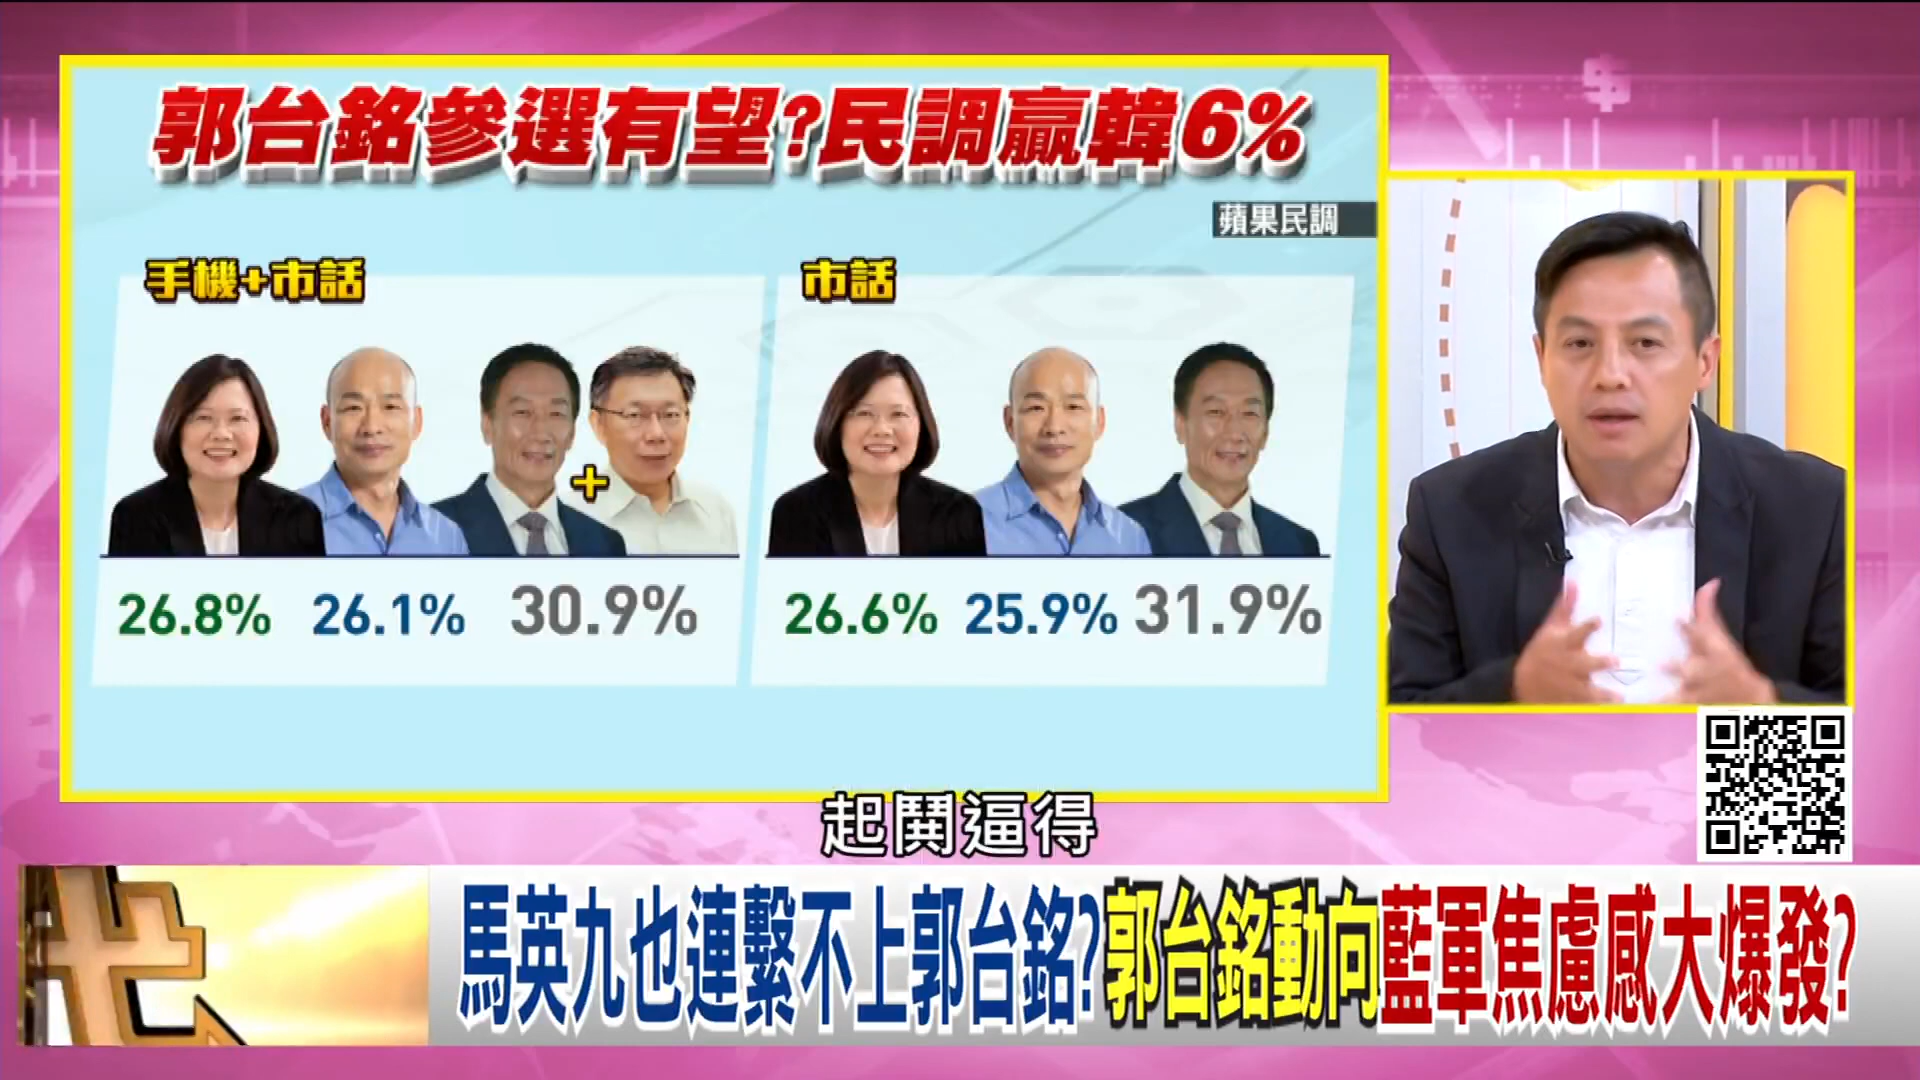 郭台銘參選有望?民調贏韓6%
蘋果民調
手機+市話
市話
+
26.8% 26.1% 30.9%
26.6% 25.9% 31.9%
起鬨逼得
馬英九也連繫不上郭台銘?郭台銘動向藍軍焦慮感大爆發?